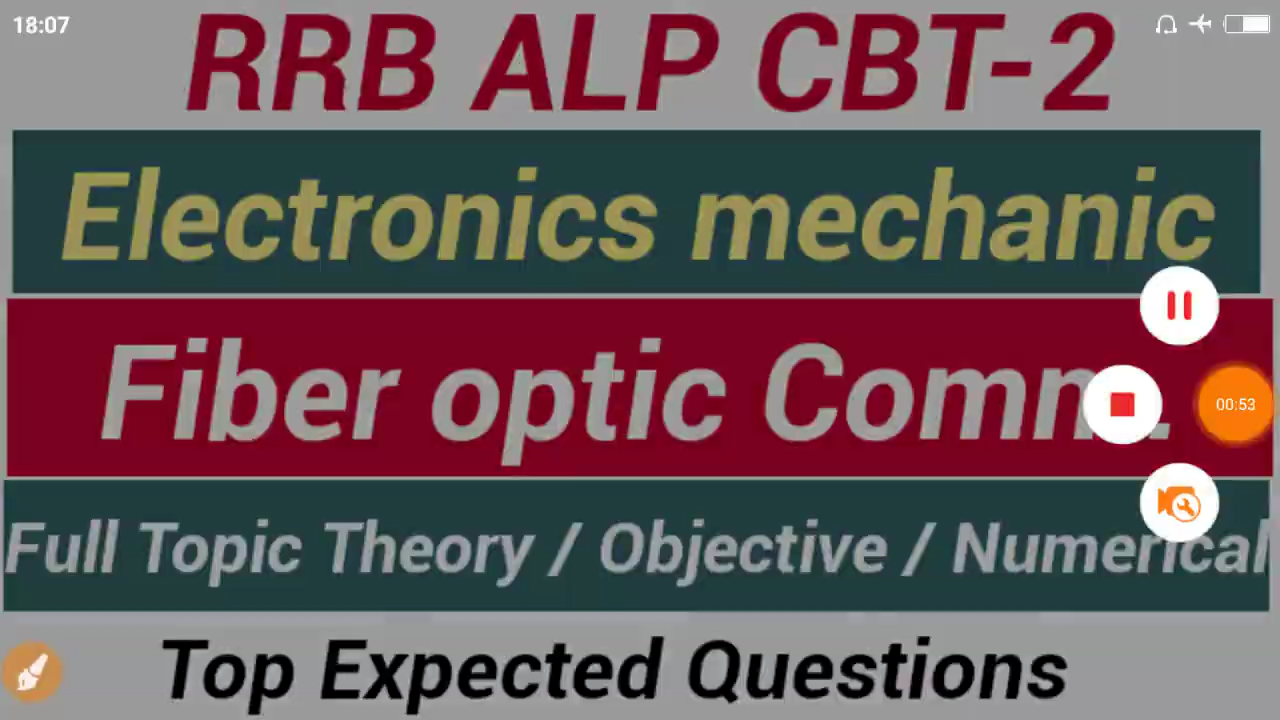 18:07
RRB ALP CBT-2
Electronics mechanic
Fiber optic Comm.
00:53
Full Topic Theory / Objective / Numerical
Top Expected Questions